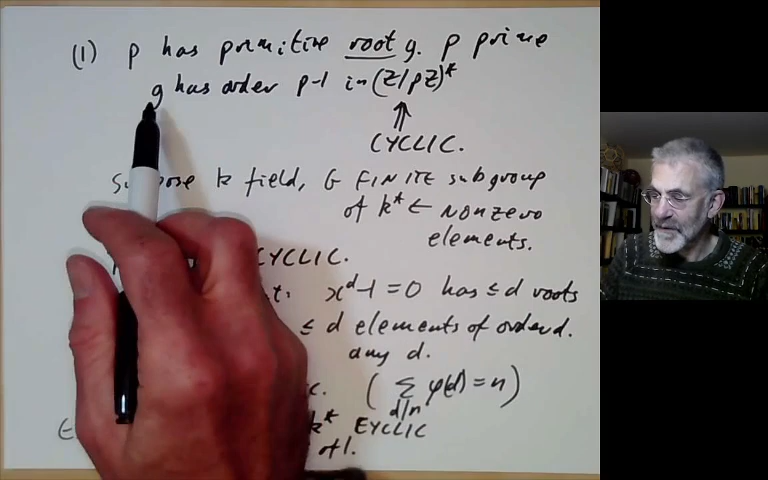 (1) p has primitive root g. p prime
g has order p-1 in (Z/pZ)*
⇑
CYCLIC.
field, G FINITE subgroup
of k* ← nonzero
elements.
CYCLIC.
x^d-1=0 has ≤ d roots
≤ d elements of order d.
any d.
( Σ φ(d) = n )
d|n
k* CYCLIC
of 1.